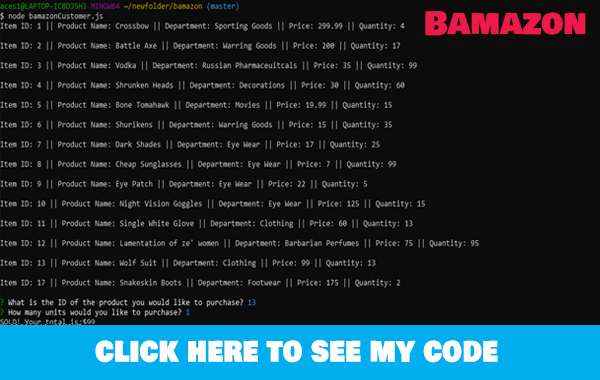 aces1@LAPTOP-IC8DJ5H3 MINGW64 ~/newfolder/bamazon (master)
$ node bamazonCustomer.js
BAMAZON
Item ID: 1 || Product Name: Crossbow || Department: Sporting Goods || Price: 299.99 || Quantity: 4
Item ID: 2 || Product Name: Battle Axe || Department: Warring Goods || Price: 200 || Quantity: 17
Item ID: 3 || Product Name: Vodka || Department: Russian Pharmaceuitcals || Price: 35 || Quantity: 99
Item ID: 4 || Product Name: Shrunken Heads || Department: Decorations || Price: 30 || Quantity: 60
Item ID: 5 || Product Name: Bone Tomahawk || Department: Movies || Price: 19.99 || Quantity: 15
Item ID: 6 || Product Name: Shurikens || Department: Warring Goods || Price: 15 || Quantity: 35
Item ID: 7 || Product Name: Dark Shades || Department: Eye Wear || Price: 17 || Quantity: 25
Item ID: 8 || Product Name: Cheap Sunglasses || Department: Eye Wear || Price: 7 || Quantity: 99
Item ID: 9 || Product Name: Eye Patch || Department: Eye Wear || Price: 22 || Quantity: 5
Item ID: 10 || Product Name: Night Vision Goggles || Department: Eye Wear || Price: 125 || Quantity: 15
Item ID: 11 || Product Name: Single White Glove || Department: Clothing || Price: 60 || Quantity: 13
Item ID: 12 || Product Name: Lamentation of ze' women || Department: Barbarian Perfumes || Price: 75 || Quantity: 95
Item ID: 13 || Product Name: Wolf Suit || Department: Clothing || Price: 99 || Quantity: 13
Item ID: 17 || Product Name: Snakeskin Boots || Department: Footwear || Price: 175 || Quantity: 2
? What is the ID of the product you would like to purchase? 13
? How many units would you like to purchase? 1
SOLD! Your total is:$99
CLICK HERE TO SEE MY CODE